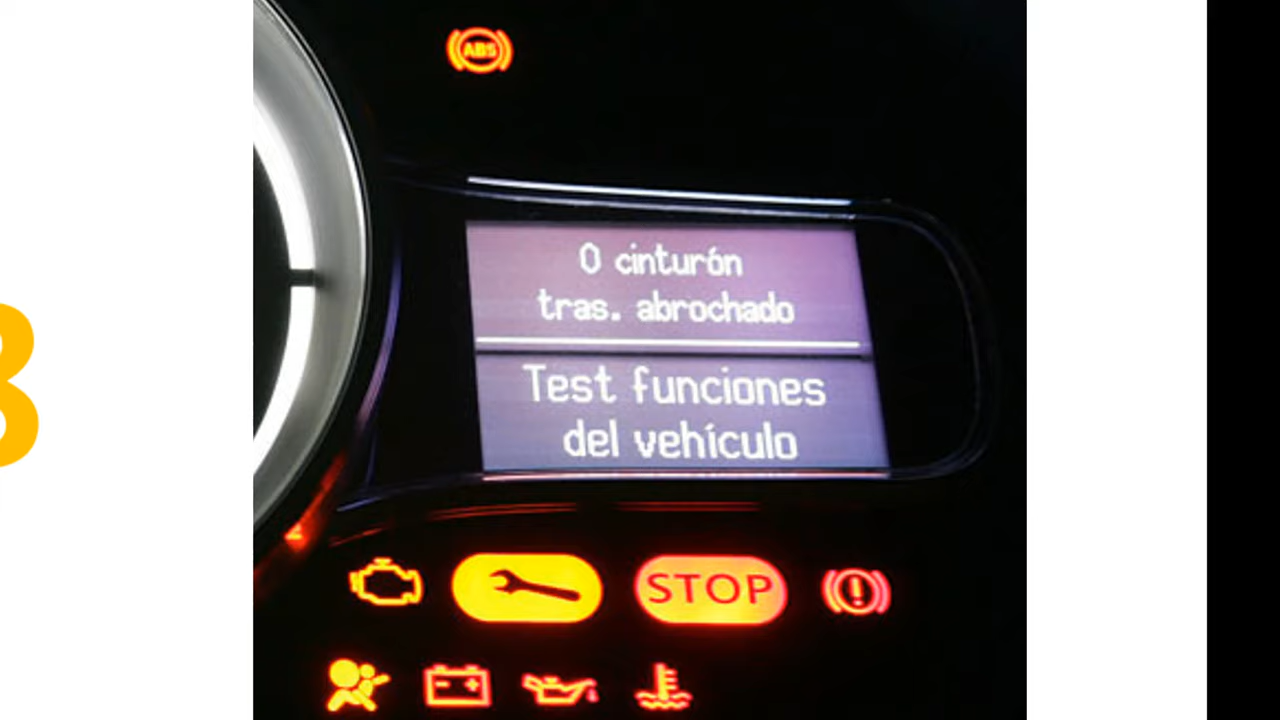 ABS
0 cinturón
tras. abrochado
Test funciones
del vehículo
STOP